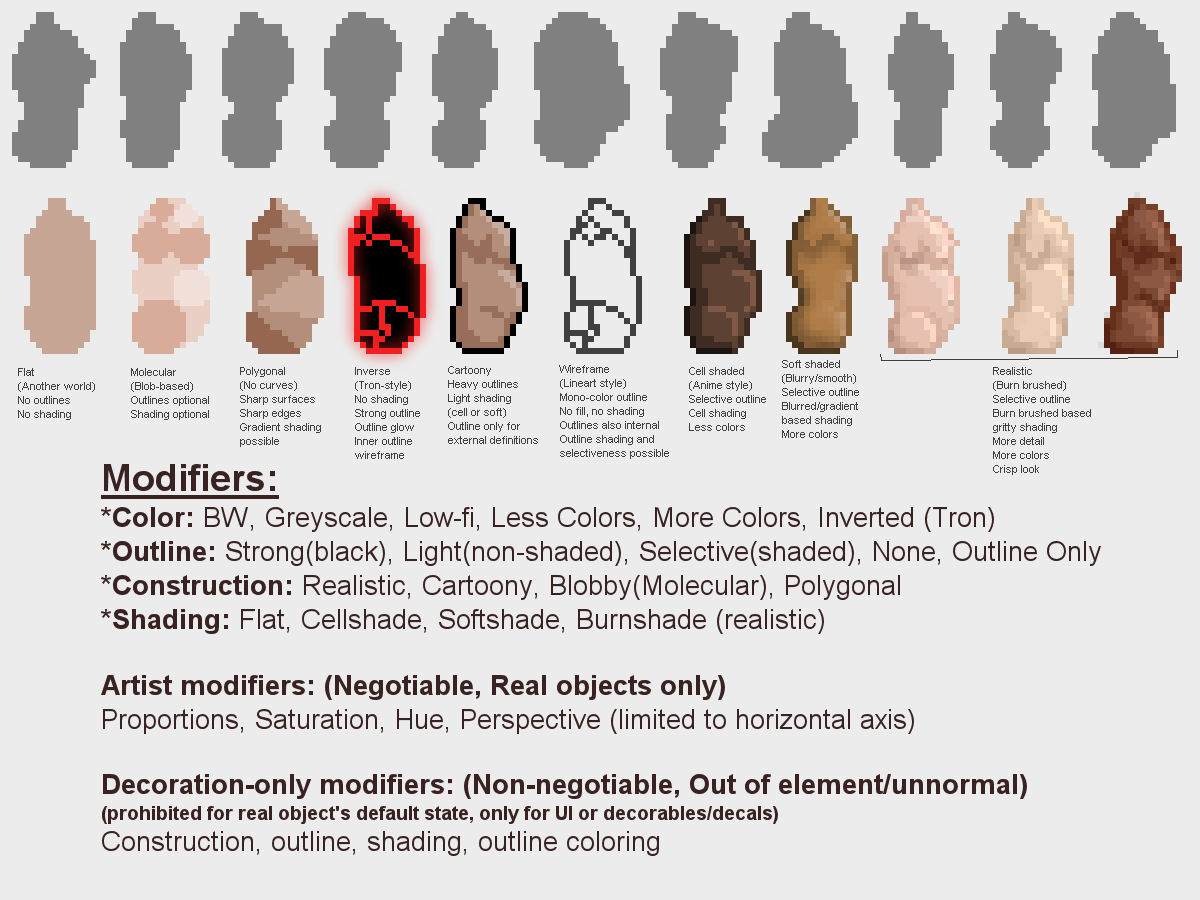 Flat
(Another world)
No outlines
No shading
Molecular
(Blob-based)
Outlines optional
Shading optional
Polygonal
(No curves)
Sharp surfaces
Sharp edges
Gradient shading
possible
Inverse
(Tron-style)
No shading
Strong outline
Outline glow
Inner outline
wireframe
Cartoony
Heavy outlines
Light shading
(cell or soft)
Outline only for
external definitions
Wireframe
(Lineart style)
Mono-color outline
No fill, no shading
Outlines also internal
Outline shading and
selectiveness possible
Cell shaded
(Anime style)
Selective outline
Cell shading
Less colors
Soft shaded
(Blurry/smooth)
Selective outline
Blurred/gradient
based shading
More colors
Realistic
(Burn brushed)
Selective outline
Burn brushed based
gritty shading
More detail
More colors
Crisp look
Modifiers:
*Color: BW, Greyscale, Low-fi, Less Colors, More Colors, Inverted (Tron)
*Outline: Strong(black), Light(non-shaded), Selective(shaded), None, Outline Only
*Construction: Realistic, Cartoony, Blobby(Molecular), Polygonal
*Shading: Flat, Cellshade, Softshade, Burnshade (realistic)
Artist modifiers: (Negotiable, Real objects only)
Proportions, Saturation, Hue, Perspective (limited to horizontal axis)
Decoration-only modifiers: (Non-negotiable, Out of element/unnormal)
(prohibited for real object's default state, only for UI or decorables/decals)
Construction, outline, shading, outline coloring